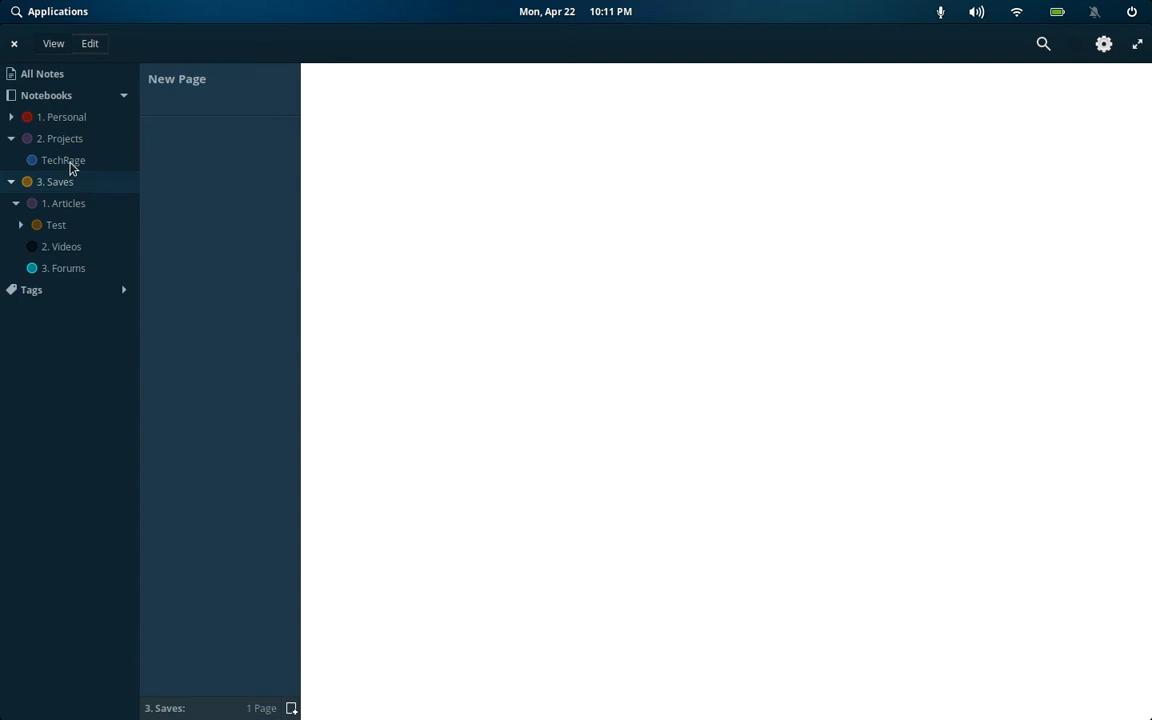 Applications
Mon, Apr 22 10:11 PM
View Edit
All Notes
Notebooks
1. Personal
2. Projects
TechRage
3. Saves
1. Articles
Test
2. Videos
3. Forums
Tags
New Page
3. Saves: 1 Page